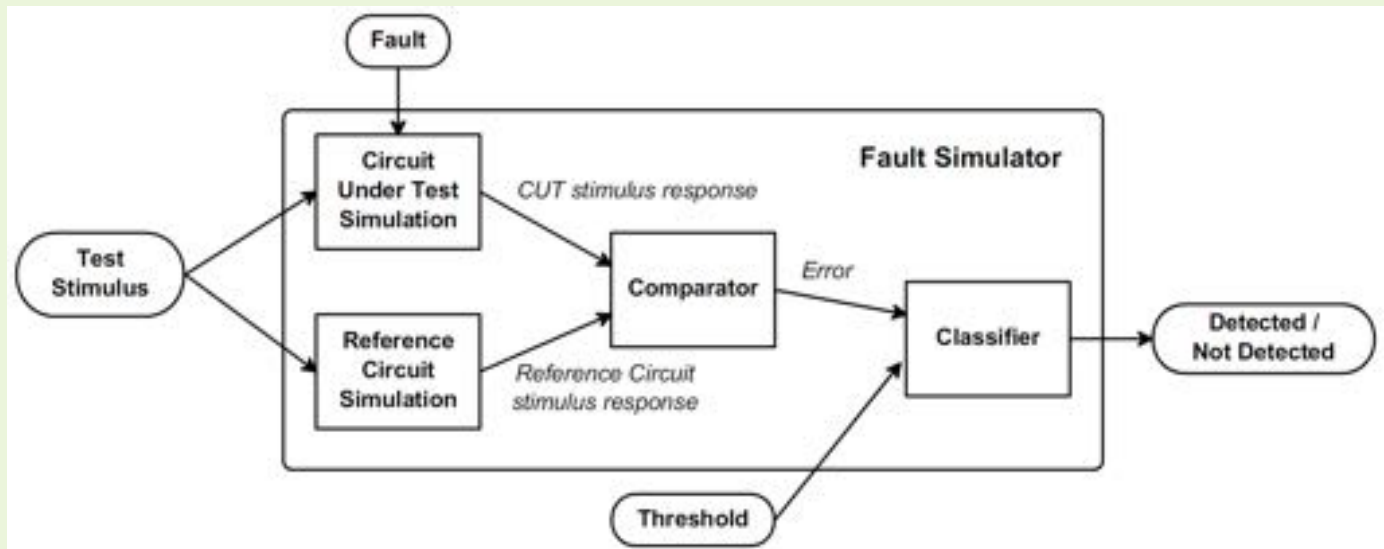 Fault
Circuit
Under Test
Simulation
Fault Simulator
CUT stimulus response
Test
Stimulus
Comparator
Error
Classifier
Detected /
Not Detected
Reference
Circuit
Simulation
Reference Circuit
stimulus response
Threshold